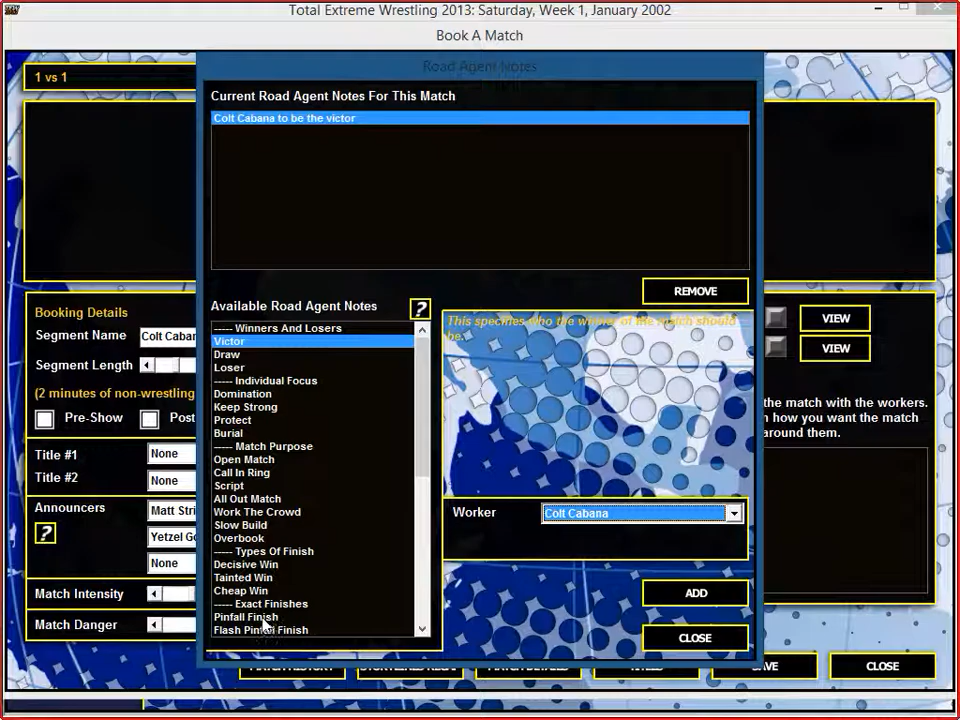 Total Extreme Wrestling 2013: Saturday, Week 1, January 2002
Book A Match
1 vs 1
Road Agent Notes
Current Road Agent Notes For This Match
Colt Cabana to be the victor
REMOVE
Available Road Agent Notes
?
----- Winners And Losers
Victor
Draw
Loser
----- Individual Focus
Domination
Keep Strong
Protect
Burial
----- Match Purpose
Open Match
Call In Ring
Script
All Out Match
Work The Crowd
Slow Build
Overbook
----- Types Of Finish
Decisive Win
Tainted Win
Cheap Win
----- Exact Finishes
Pinfall Finish
Flash Pinfall Finish
This specifies who the winner of the match should be.
Worker
Colt Cabana
ADD
CLOSE
Booking Details
Segment Name
Colt Cabar
Segment Length
(2 minutes of non-wrestling
Pre-Show
Post
Title #1
None
Title #2
None
Announcers
Matt Stri
?
Yetzel Go
None
Match Intensity
Match Danger
VIEW
VIEW
the match with the workers.
n how you want the match
around them.
SAVE
CLOSE